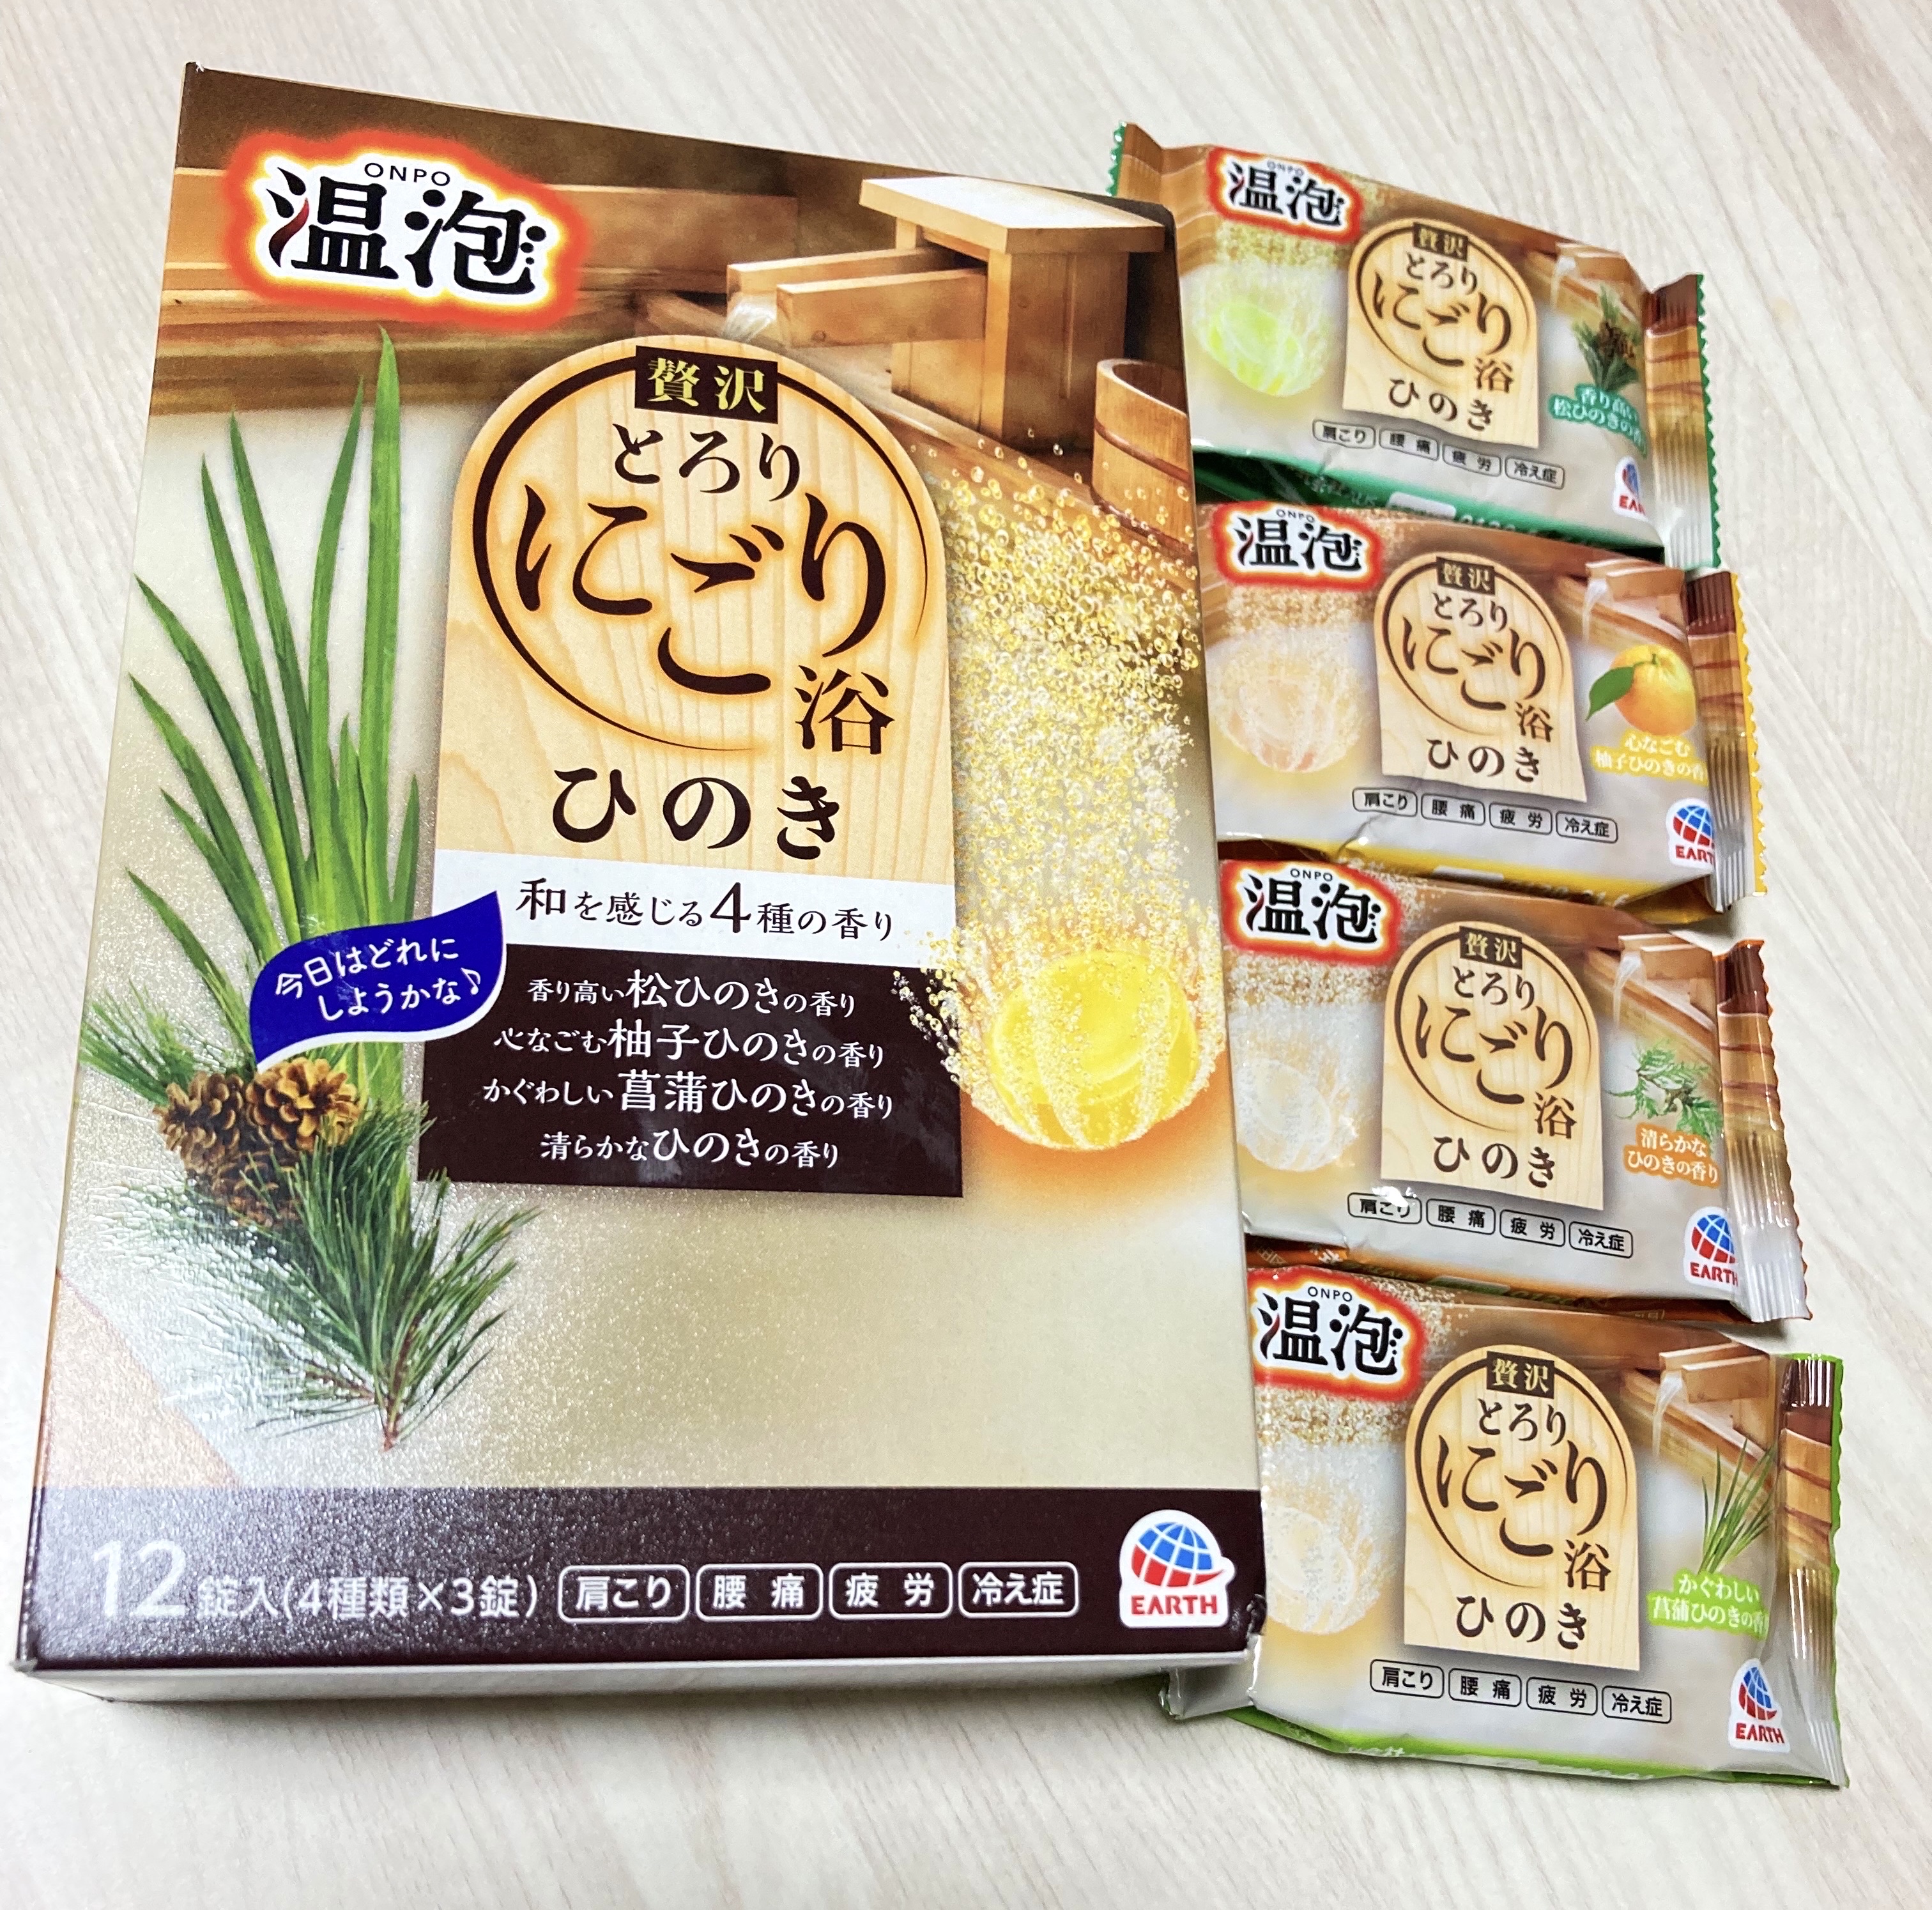 ONPO
温泡
贅沢
とろり
にごり
浴
ひのき
和を感じる4種の香り
今日はどれに
しようかな♪
香り高い松ひのきの香り
心なごむ柚子ひのきの香り
かぐわしい菖蒲ひのきの香り
清らかなひのきの香り
12錠入(4種類×3錠)
肩こり 腰痛 疲労 冷え症
EARTH
ONPO
温泡
贅沢
とろり
にごり
浴
ひのき
香り高い
松ひのきの香
肩こり 腰痛 疲労 冷え症
ONPO
温泡
贅沢
とろり
にごり
浴
ひのき
心なごむ
柚子ひのきの香
肩こり 腰痛 疲労 冷え症
EARTH
ONPO
温泡
贅沢
とろり
にごり
浴
ひのき
清らかな
ひのきの香り
肩こり 腰痛 疲労 冷え症
EARTH
ONPO
温泡
贅沢
とろり
にごり
浴
ひのき
かぐわしい
菖蒲ひのきの香
肩こり 腰痛 疲労 冷え症
EARTH